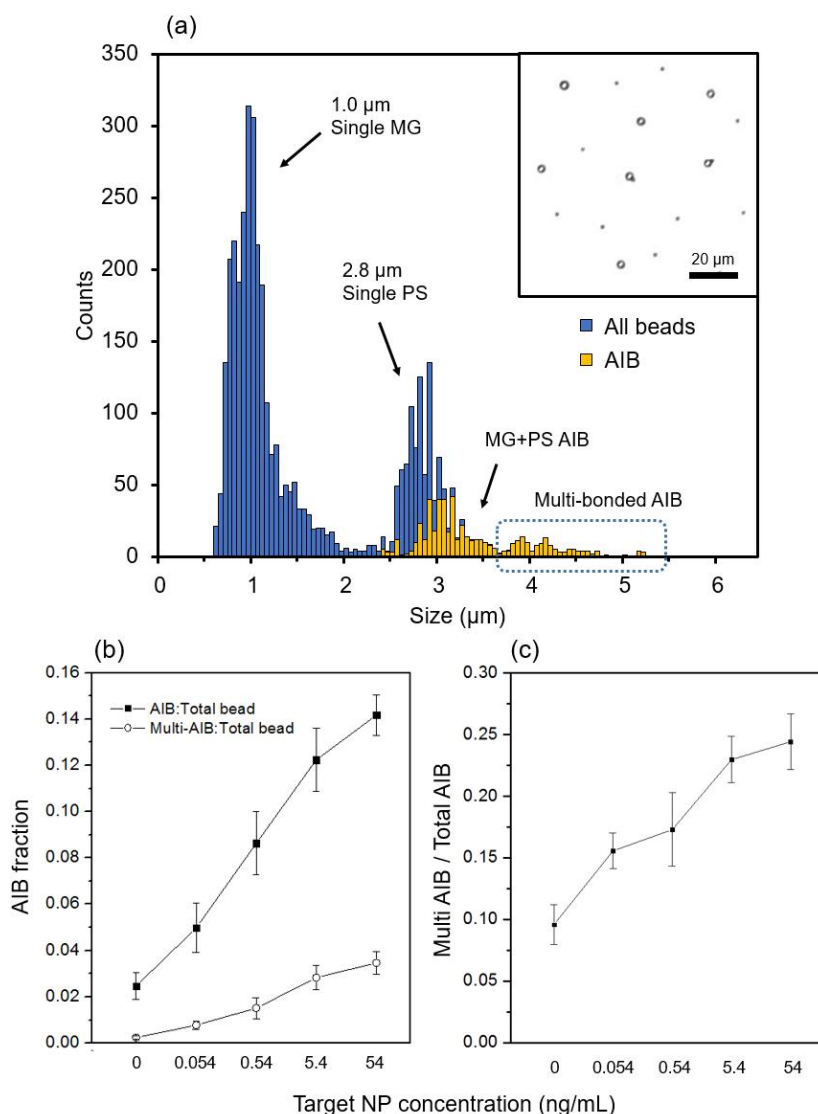 (a)
350
300
250
200
150
100
50
0
Counts
1.0 µm
Single MG
2.8 µm
Single PS
MG+PS AIB
Multi-bonded AIB
20 µm
All beads
AIB
0 1 2 3 4 5 6
Size (µm)
(b)
0.16
0.14
0.12
0.10
0.08
0.06
0.04
0.02
0.00
AIB fraction
AIB:Total bead
Multi-AIB:Total bead
0 0.054 0.54 5.4 54
(c)
0.30
0.25
0.20
0.15
0.10
0.05
0.00
Multi AIB / Total AIB
0 0.054 0.54 5.4 54
Target NP concentration (ng/mL)